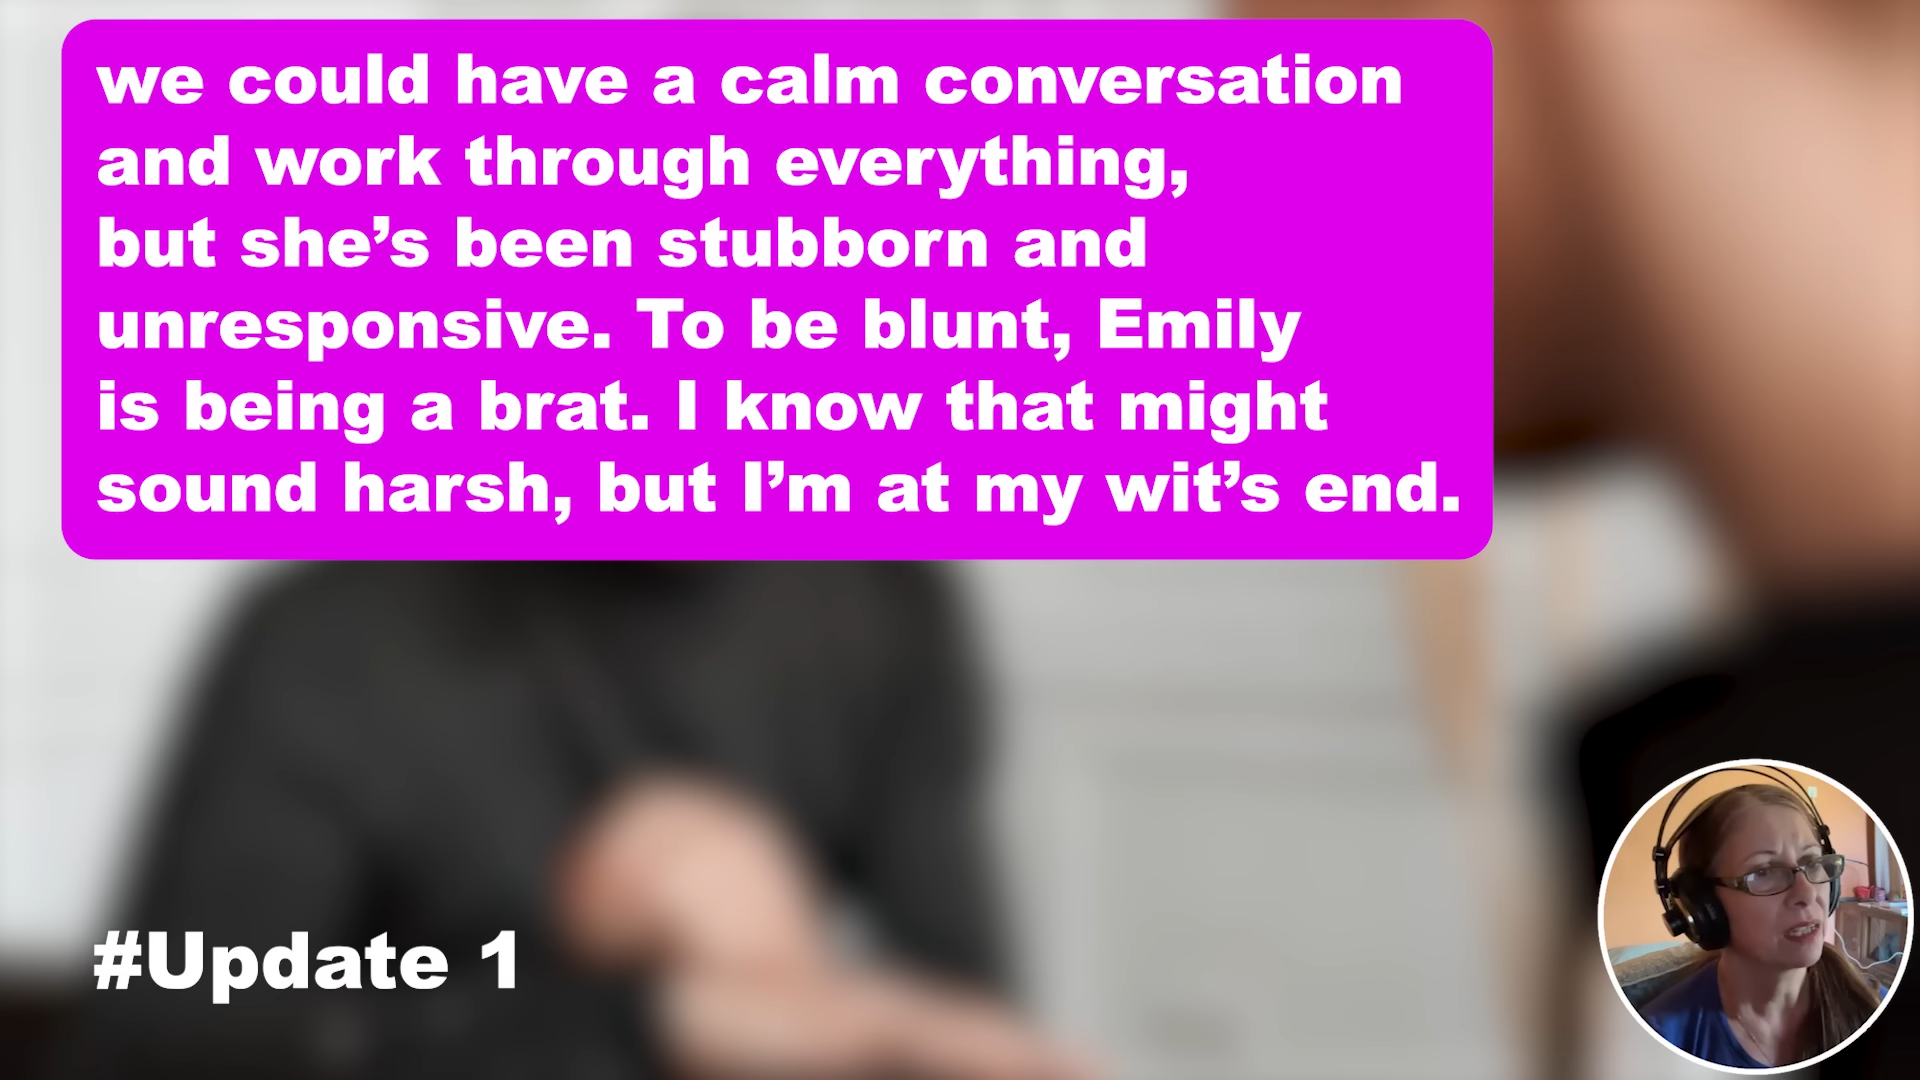 we could have a calm conversation
and work through everything,
but she’s been stubborn and
unresponsive. To be blunt, Emily
is being a brat. I know that might
sound harsh, but I’m at my wit’s end.
#Update 1